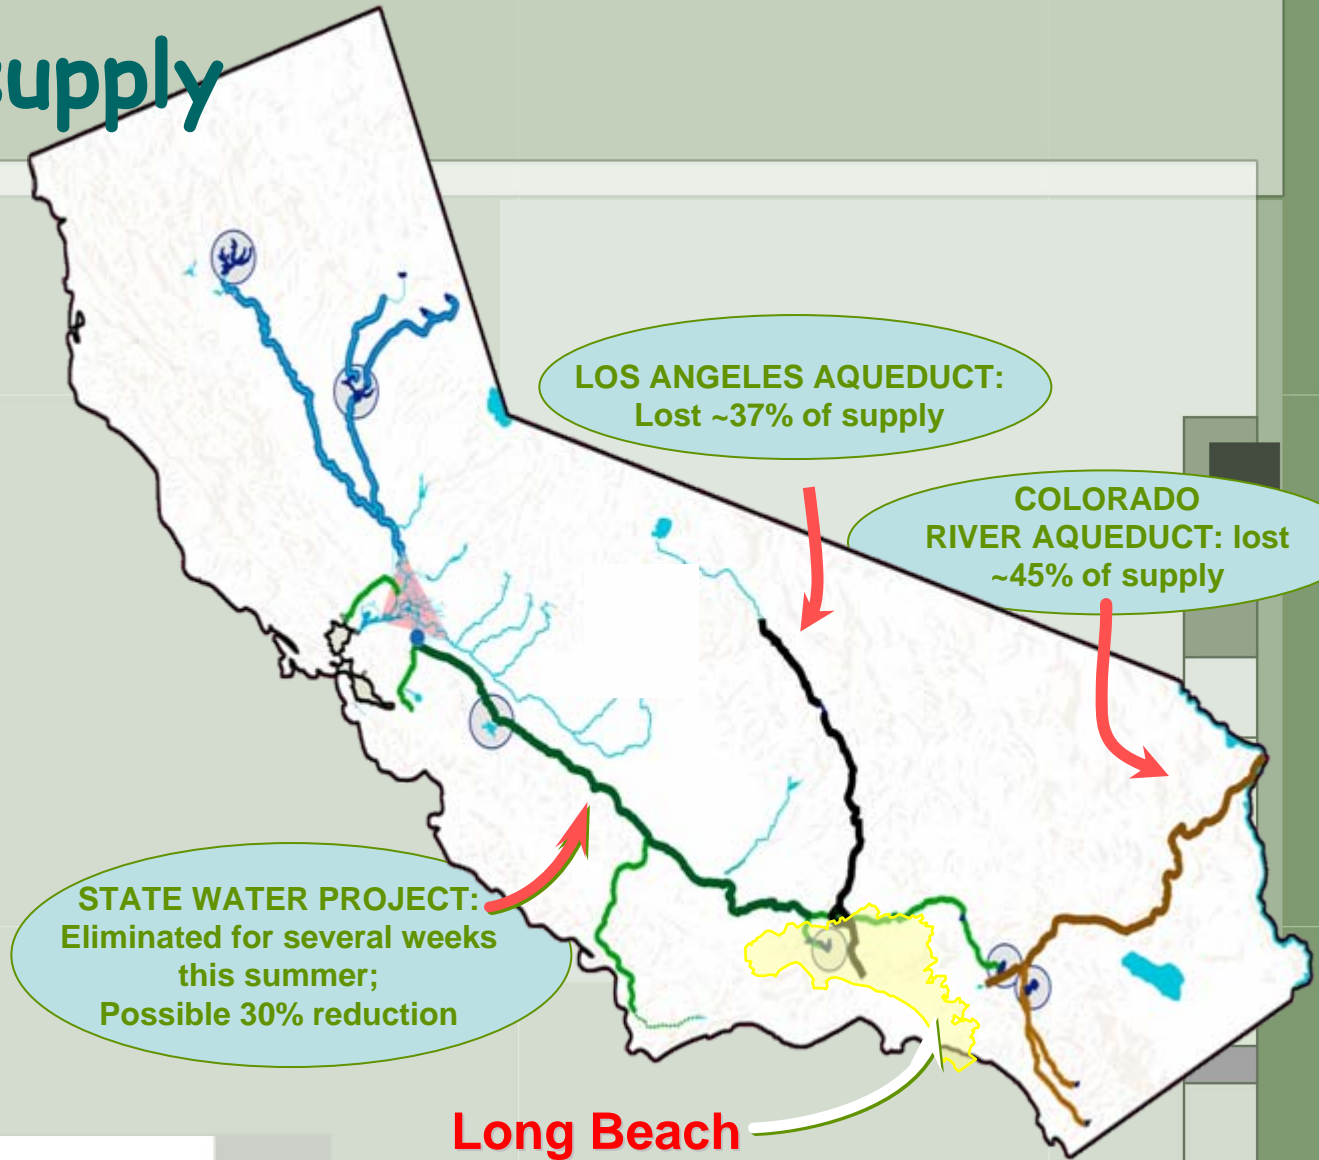 supply
LOS ANGELES AQUEDUCT:
Lost ~37% of supply
COLORADO
RIVER AQUEDUCT: lost
~45% of supply
STATE WATER PROJECT:
Eliminated for several weeks
this summer;
Possible 30% reduction
Long Beach